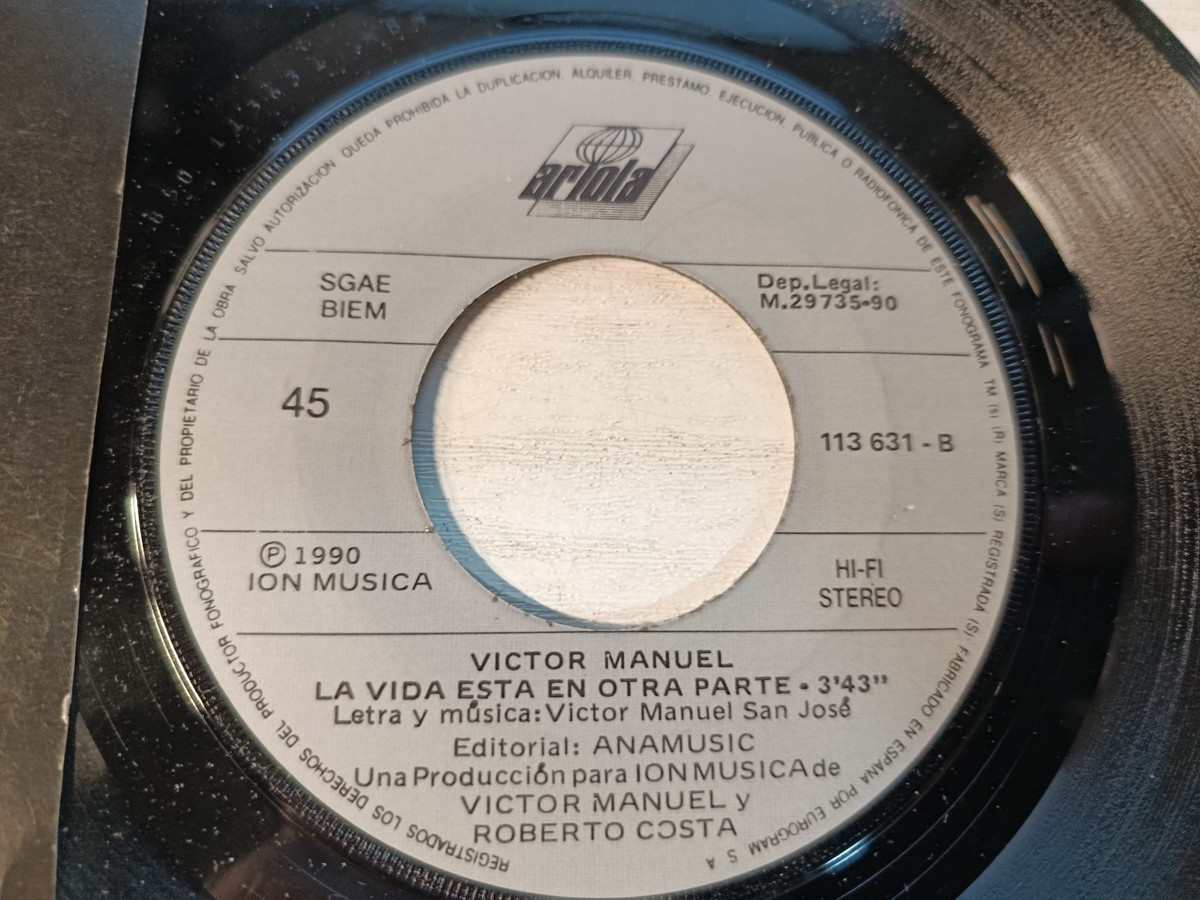 REGISTRADOS LOS DERECHOS DEL PRODUCTOR FONOGRAFICO Y DEL PROPIETARIO DE LA OBRA SALVO AUTORIZACION QUEDA PROHIBIDA LA DUPLICACION, ALQUILER, PRESTAMO, EJECUCION PUBLICA O RADIOFONICA DE ESTE FONOGRAMA TM (s) (R) MARCA (S) REGISTRADA (S) FABRICADO EN ESPAÑA POR EUROGRAM S A
ariola
SGAE
BIEM
Dep.Legal:
M.29735-90
45
113 631 - B
Ⓟ 1990
ION MUSICA
HI-FI
STEREO
VICTOR MANUEL
LA VIDA ESTA EN OTRA PARTE • 3'43"
Letra y música: Victor Manuel San José
Editorial: ANAMUSIC
Una Producción para ION MUSICA de
VICTOR MANUEL y
ROBERTO COSTA